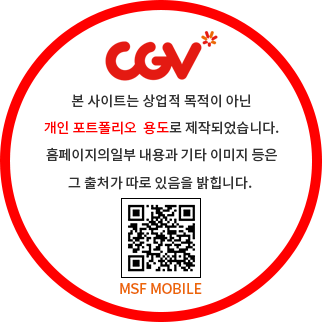 CGV
본 사이트는 상업적 목적이 아닌
개인 포트폴리오 용도로 제작되었습니다.
홈페이지의일부 내용과 기타 이미지 등은
그 출처가 따로 있음을 밝힙니다.
MSF MOBILE